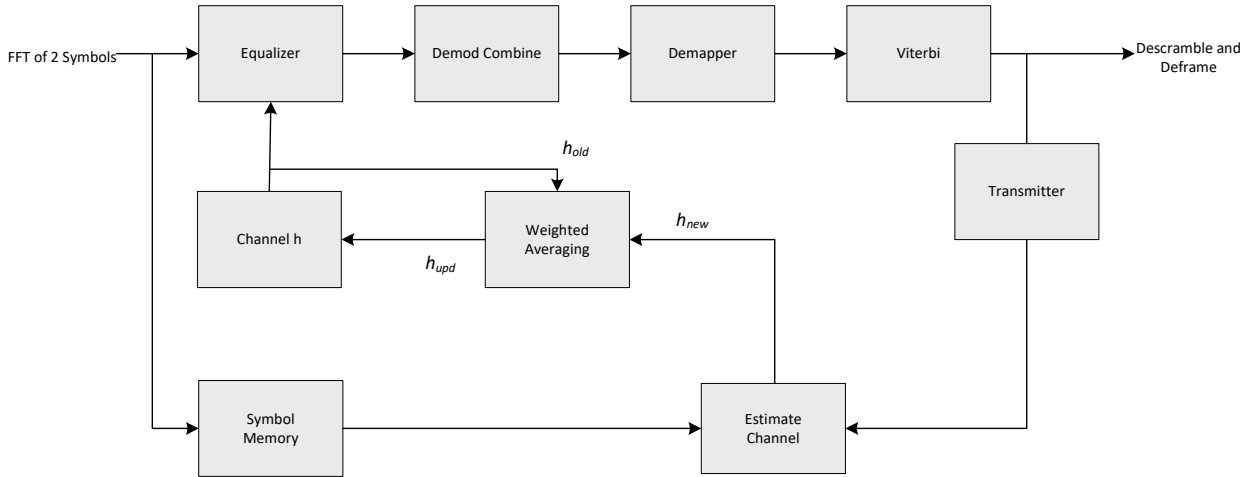 FFT of 2 Symbols
Equalizer
Demod Combine
Demapper
Viterbi
Descramble and
Deframe
h_old
Transmitter
Channel h
Weighted
Averaging
h_new
h_upd
Symbol
Memory
Estimate
Channel